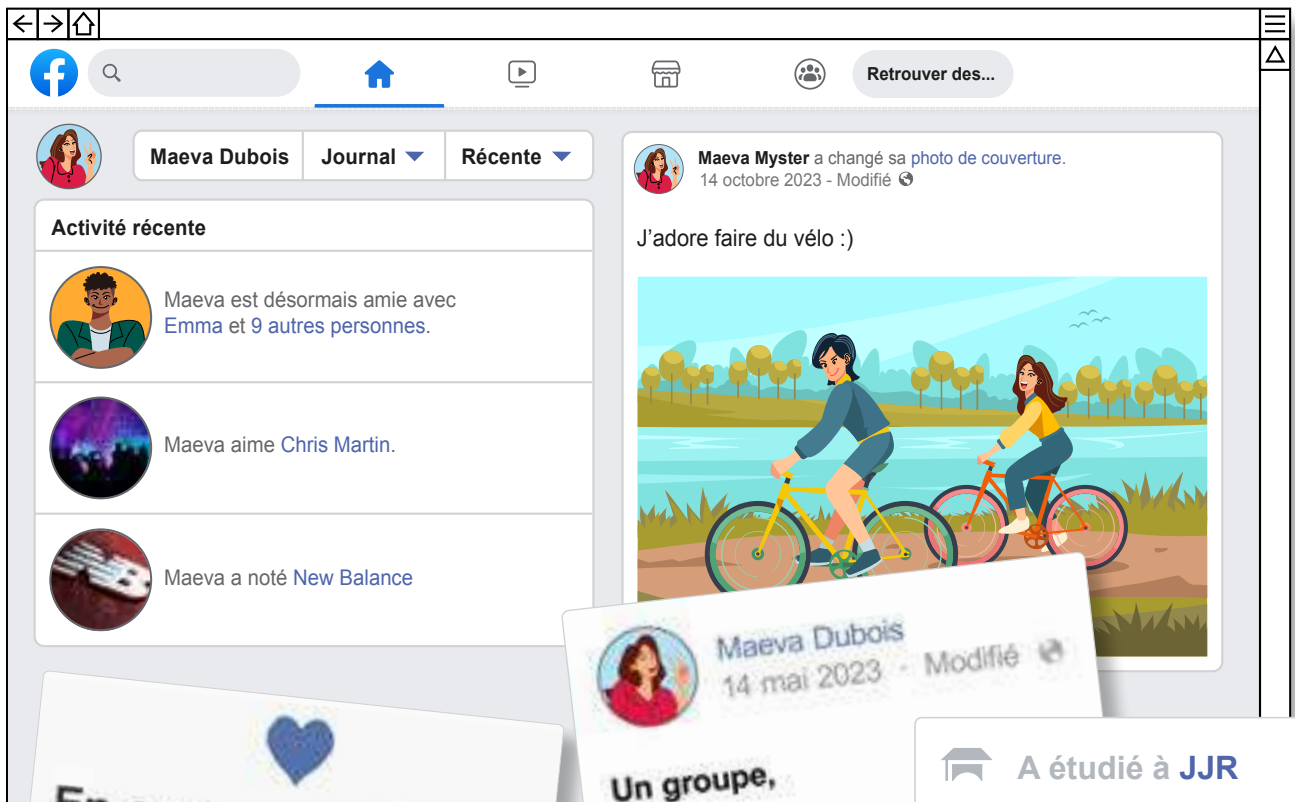 Retrouver des...
Maeva Dubois
Journal
Récente
Activité récente
Maeva est désormais amie avec
Emma et 9 autres personnes.
Maeva aime Chris Martin.
Maeva a noté New Balance
Maeva Myster a changé sa photo de couverture.
14 octobre 2023 - Modifié
J’adore faire du vélo :)
Maeva Dubois
14 mai 2023 - Modifié
Un groupe,
A étudié à JJR